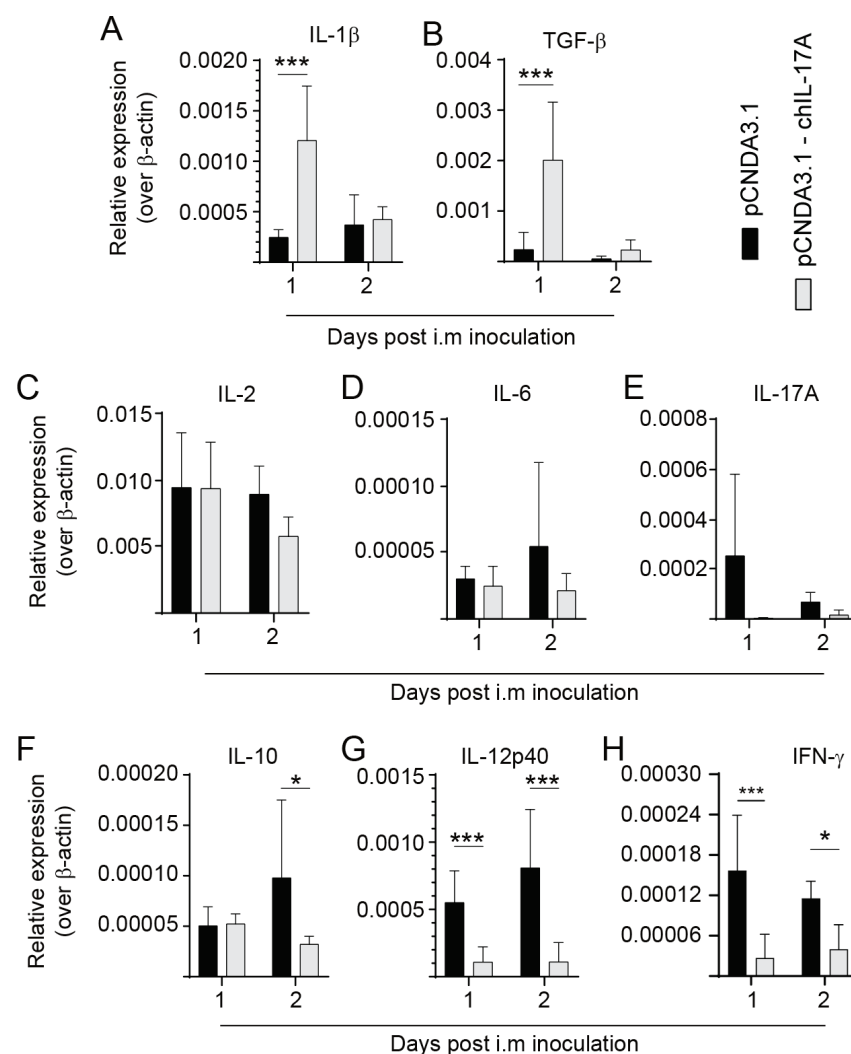 A
IL-1β
B
TGF-β
Relative expression
(over β-actin)
0.0020
0.0015
0.0010
0.0005
***
1
2
0.004
0.003
0.002
0.001
***
1
2
pCNDA3.1
pCNDA3.1 - chIL-17A
Days post i.m inoculation
C
IL-2
D
IL-6
E
IL-17A
Relative expression
(over β-actin)
0.015
0.010
0.005
1
2
0.00015
0.00010
0.00005
1
2
0.0008
0.0006
0.0004
0.0002
1
2
Days post i.m inoculation
F
IL-10
G
IL-12p40
H
IFN-γ
Relative expression
(over β-actin)
0.00020
0.00015
0.00010
0.00005
*
1
2
0.0015
0.0010
0.0005
***
***
1
2
0.00030
0.00024
0.00018
0.00012
0.00006
***
*
1
2
Days post i.m inoculation